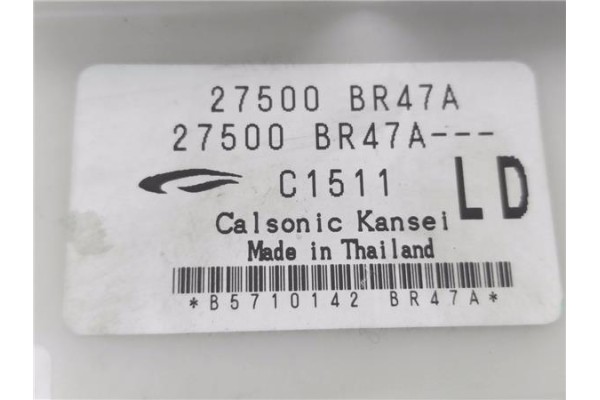 27500 BR47A
27500 BR47A---
C1511 LD
Calsonic Kansei
Made in Thailand
*B5710142 BR47A*